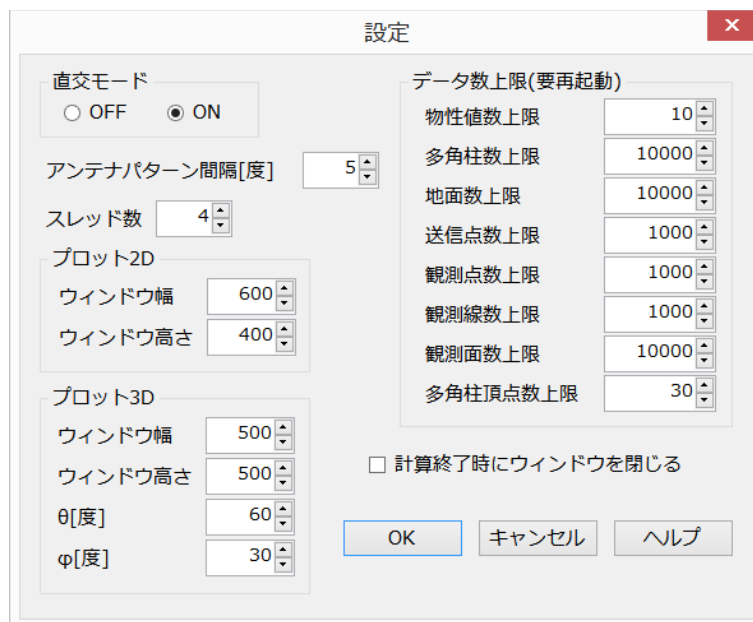 設定
直交モード
OFF ON
アンテナパターン間隔[度] 5
スレッド数 4
プロット2D
ウィンドウ幅 600
ウィンドウ高さ 400
プロット3D
ウィンドウ幅 500
ウィンドウ高さ 500
θ[度] 60
φ[度] 30
データ数上限(要再起動)
物性値数上限 10
多角柱数上限 10000
地面数上限 10000
送信点数上限 1000
観測点数上限 1000
観測線数上限 1000
観測面数上限 10000
多角柱頂点数上限 30
計算終了時にウィンドウを閉じる
OK キャンセル ヘルプ